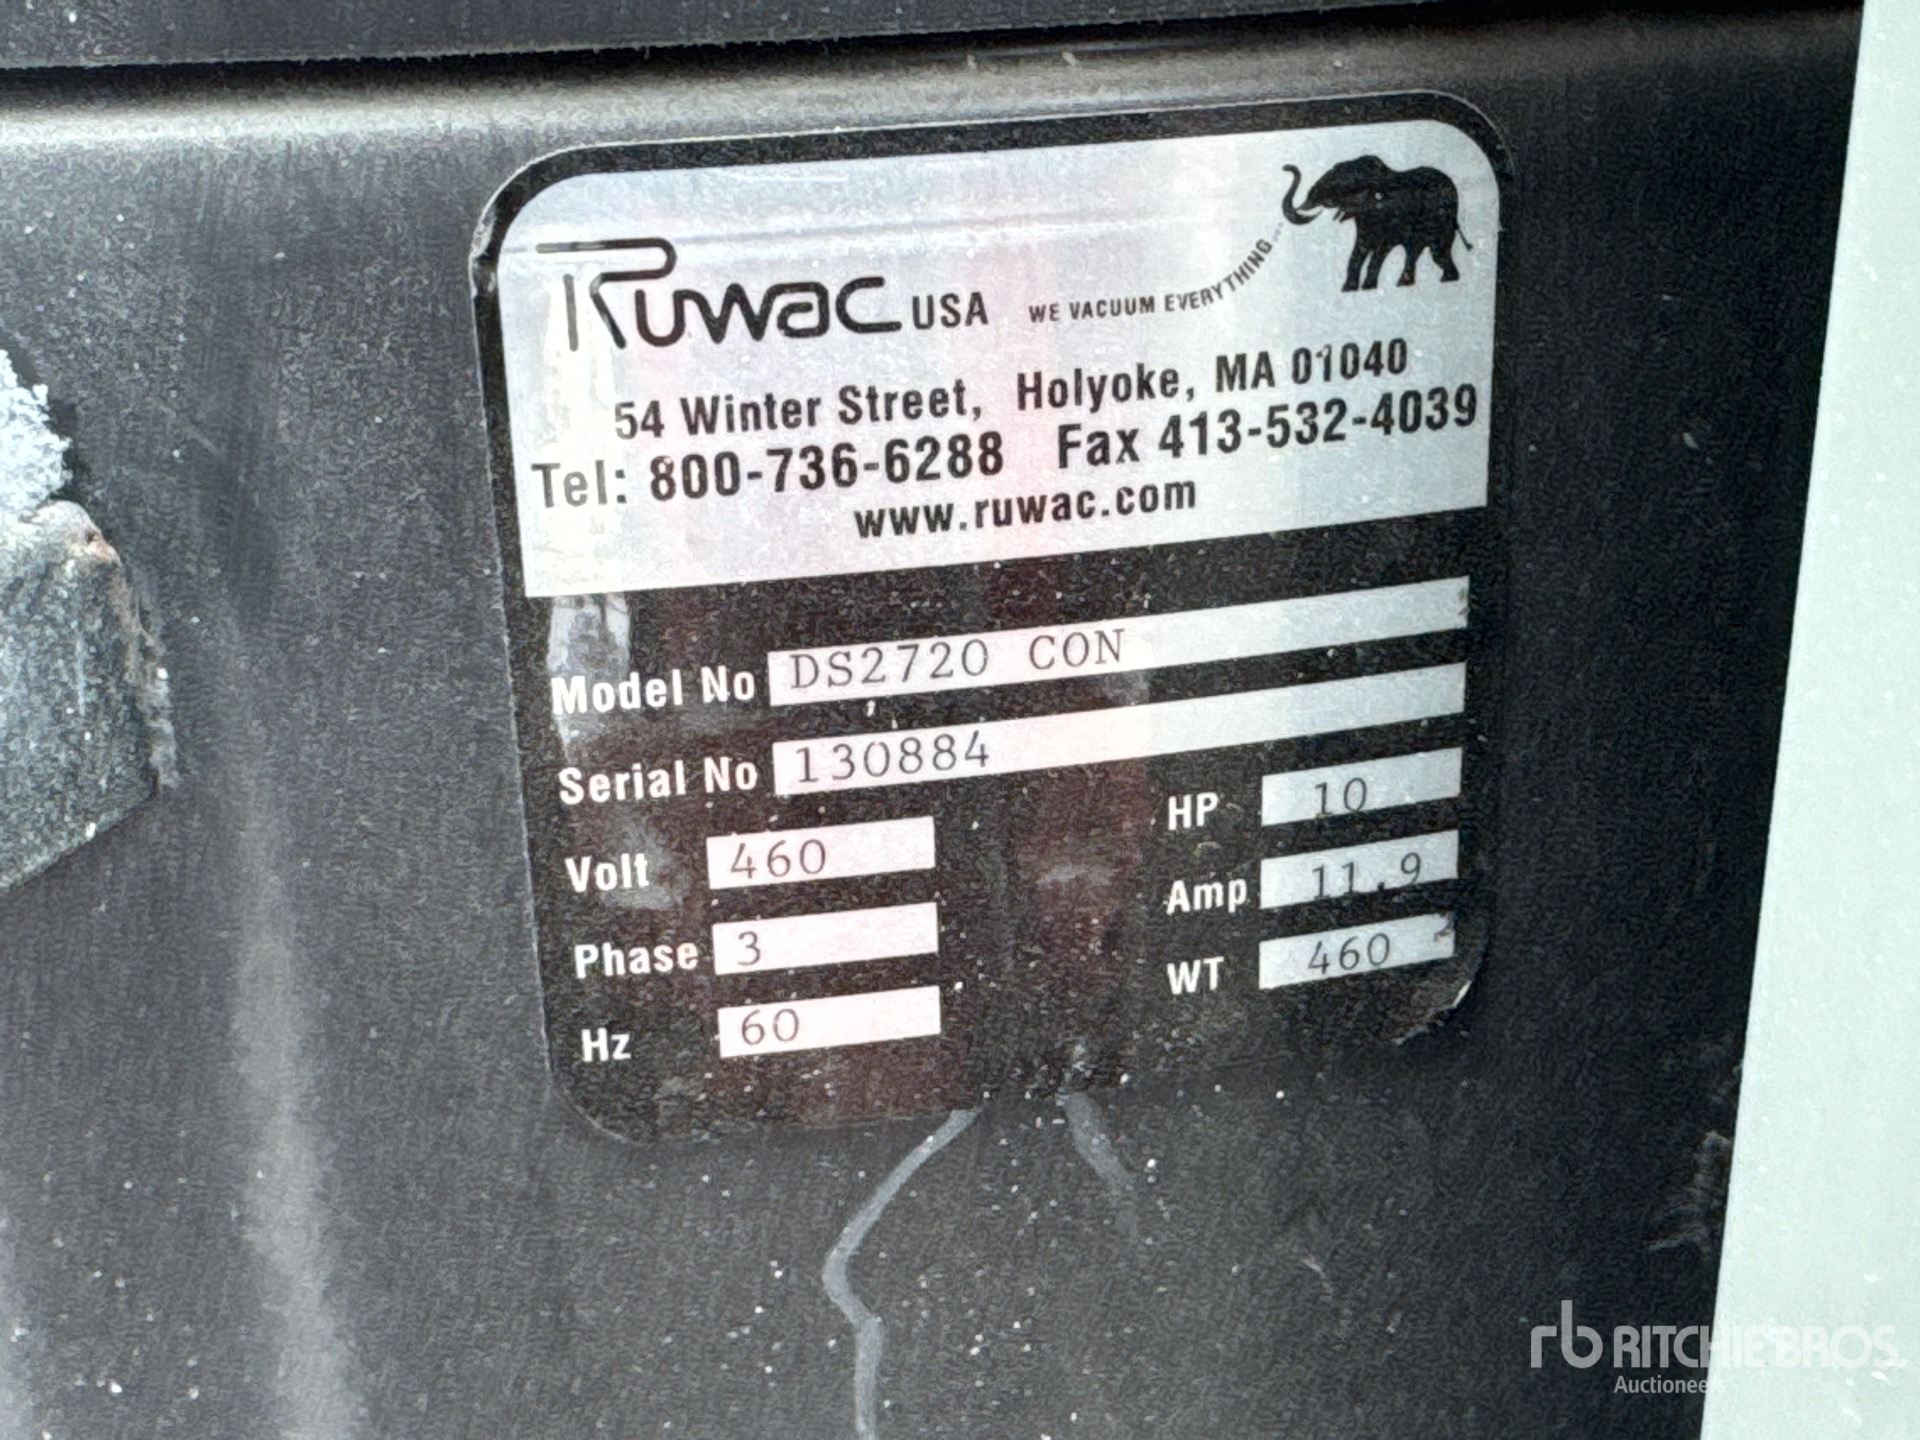 Ruwac USA WE VACUUM EVERYTHING...
54 Winter Street, Holyoke, MA 01040
Tel: 800-736-6288 Fax 413-532-4039
www.ruwac.com
Model No DS2720 CON
Serial No 130884
Volt 460 HP 10
Phase 3 Amp 11.9
Hz 60 WT 460
rb RITCHIE BROS.
Auctioneers